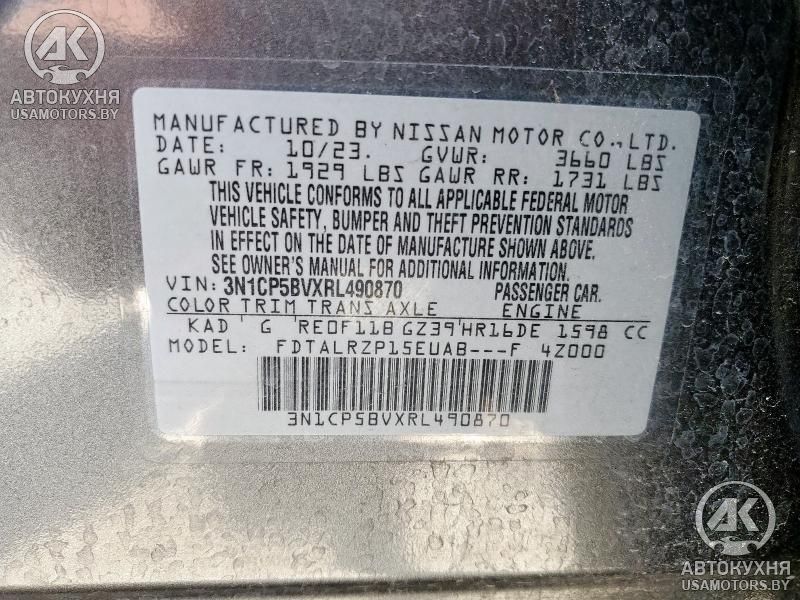 AK
АВТОКУХНЯ
USAMOTORS.BY
MANUFACTURED BY NISSAN MOTOR CO., LTD.
DATE: 10/23. GVWR: 3660 LBS
GAWR FR: 1929 LBS GAWR RR: 1731 LBS
THIS VEHICLE CONFORMS TO ALL APPLICABLE FEDERAL MOTOR
VEHICLE SAFETY, BUMPER AND THEFT PREVENTION STANDARDS
IN EFFECT ON THE DATE OF MANUFACTURE SHOWN ABOVE.
SEE OWNER'S MANUAL FOR ADDITIONAL INFORMATION.
VIN: 3N1CP5BVXRL490870 PASSENGER CAR.
COLOR TRIM TRANS AXLE ENGINE
KAD G RE0F11B GZ39 HR16DE 1598 CC
MODEL: FDTALRZP15EUAB---F 4Z000
3N1CP5BVXRL490870
AK
АВТОКУХНЯ
USAMOTORS.BY